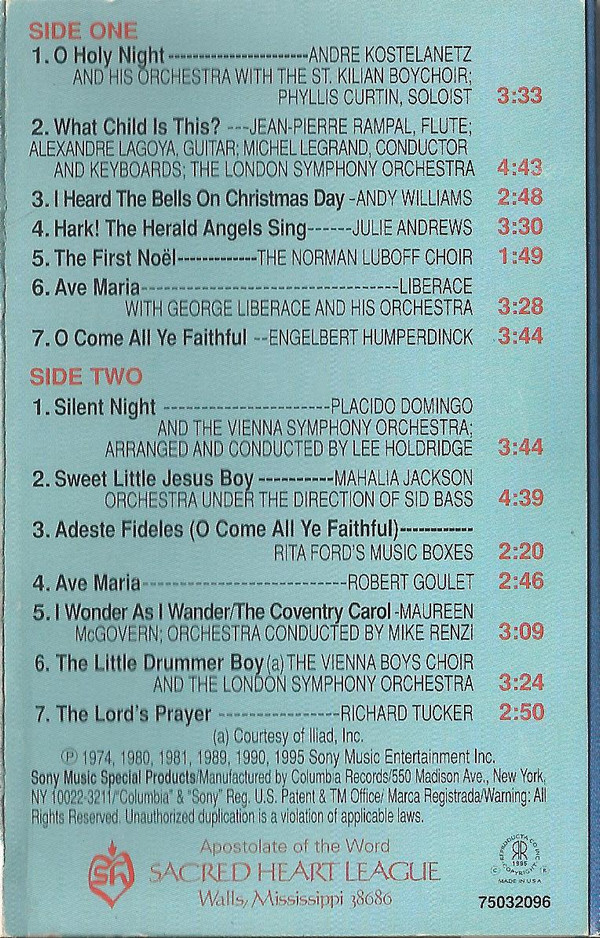 SIDE ONE
1. O Holy Night----------------------ANDRE KOSTELANETZ
AND HIS ORCHESTRA WITH THE ST. KILIAN BOYCHOIR;
PHYLLIS CURTIN, SOLOIST 3:33
2. What Child Is This? ---JEAN-PIERRE RAMPAL, FLUTE;
ALEXANDRE LAGOYA, GUITAR; MICHEL LEGRAND, CONDUCTOR
AND KEYBOARDS; THE LONDON SYMPHONY ORCHESTRA 4:43
3. I Heard The Bells On Christmas Day -ANDY WILLIAMS 2:48
4. Hark! The Herald Angels Sing------JULIE ANDREWS 3:30
5. The First Noël-------------THE NORMAN LUBOFF CHOIR 1:49
6. Ave Maria---------------------------------------LIBERACE
WITH GEORGE LIBERACE AND HIS ORCHESTRA 3:28
7. O Come All Ye Faithful --ENGELBERT HUMPERDINCK 3:44
SIDE TWO
1. Silent Night -----------------------PLACIDO DOMINGO
AND THE VIENNA SYMPHONY ORCHESTRA;
ARRANGED AND CONDUCTED BY LEE HOLDRIDGE 3:44
2. Sweet Little Jesus Boy ----------MAHALIA JACKSON
ORCHESTRA UNDER THE DIRECTION OF SID BASS 4:39
3. Adeste Fideles (O Come All Ye Faithful)-----------
RITA FORD'S MUSIC BOXES 2:20
4. Ave Maria----------------------------ROBERT GOULET 2:46
5. I Wonder As I Wander/The Coventry Carol -MAUREEN
McGOVERN; ORCHESTRA CONDUCTED BY MIKE RENZI 3:09
6. The Little Drummer Boy(a)THE VIENNA BOYS CHOIR
AND THE LONDON SYMPHONY ORCHESTRA 3:24
7. The Lord's Prayer ----------------RICHARD TUCKER 2:50
(a) Courtesy of Iliad, Inc.
℗ 1974, 1980, 1981, 1989, 1990, 1995 Sony Music Entertainment Inc.
Sony Music Special Products/Manufactured by Columbia Records/550 Madison Ave., New York,
NY 10022-3211/"Columbia" & "Sony" Reg. U.S. Patent & TM Office/ Marca Registrada/Warning: All
Rights Reserved. Unauthorized duplication is a violation of applicable laws.
Apostolate of the Word
SACRED HEART LEAGUE
Walls, Mississippi 38686
sh
1995
MADE IN U.S.A
75032096